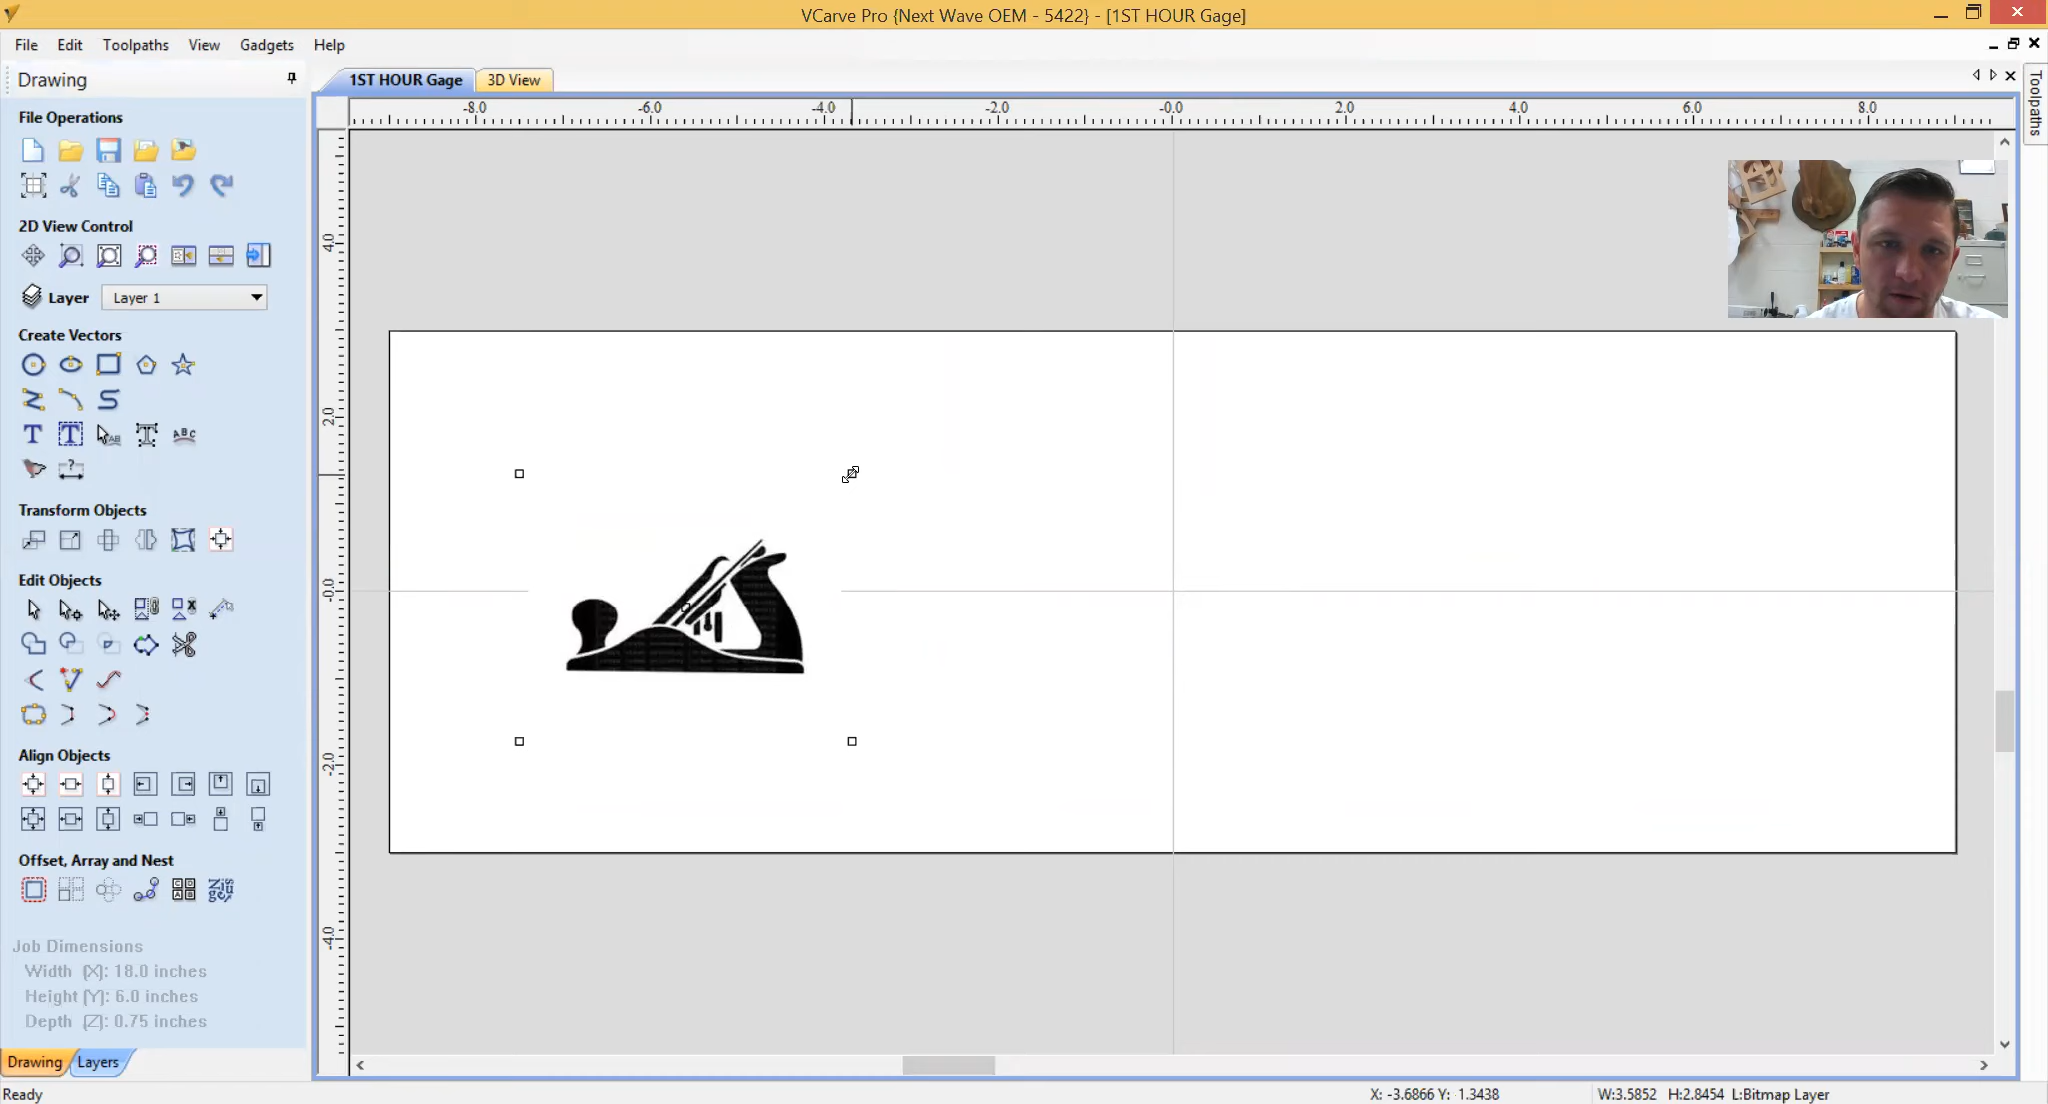 VCarve Pro {Next Wave OEM - 5422} - [1ST HOUR Gage]
File Edit Toolpaths View Gadgets Help
Drawing
1ST HOUR Gage 3D View
Toolpaths
File Operations
2D View Control
Layer Layer 1
Create Vectors
Transform Objects
Edit Objects
Align Objects
Offset, Array and Nest
Job Dimensions
Width (X): 18.0 inches
Height (Y): 6.0 inches
Depth (Z): 0.75 inches
Drawing Layers
-8.0 -6.0 -4.0 -2.0 -0.0 2.0 4.0 6.0 8.0
4.0
2.0
-0.0
-2.0
-4.0
Ready
X: -3.6866 Y: 1.3438
W:3.5852 H:2.8454 L:Bitmap Layer